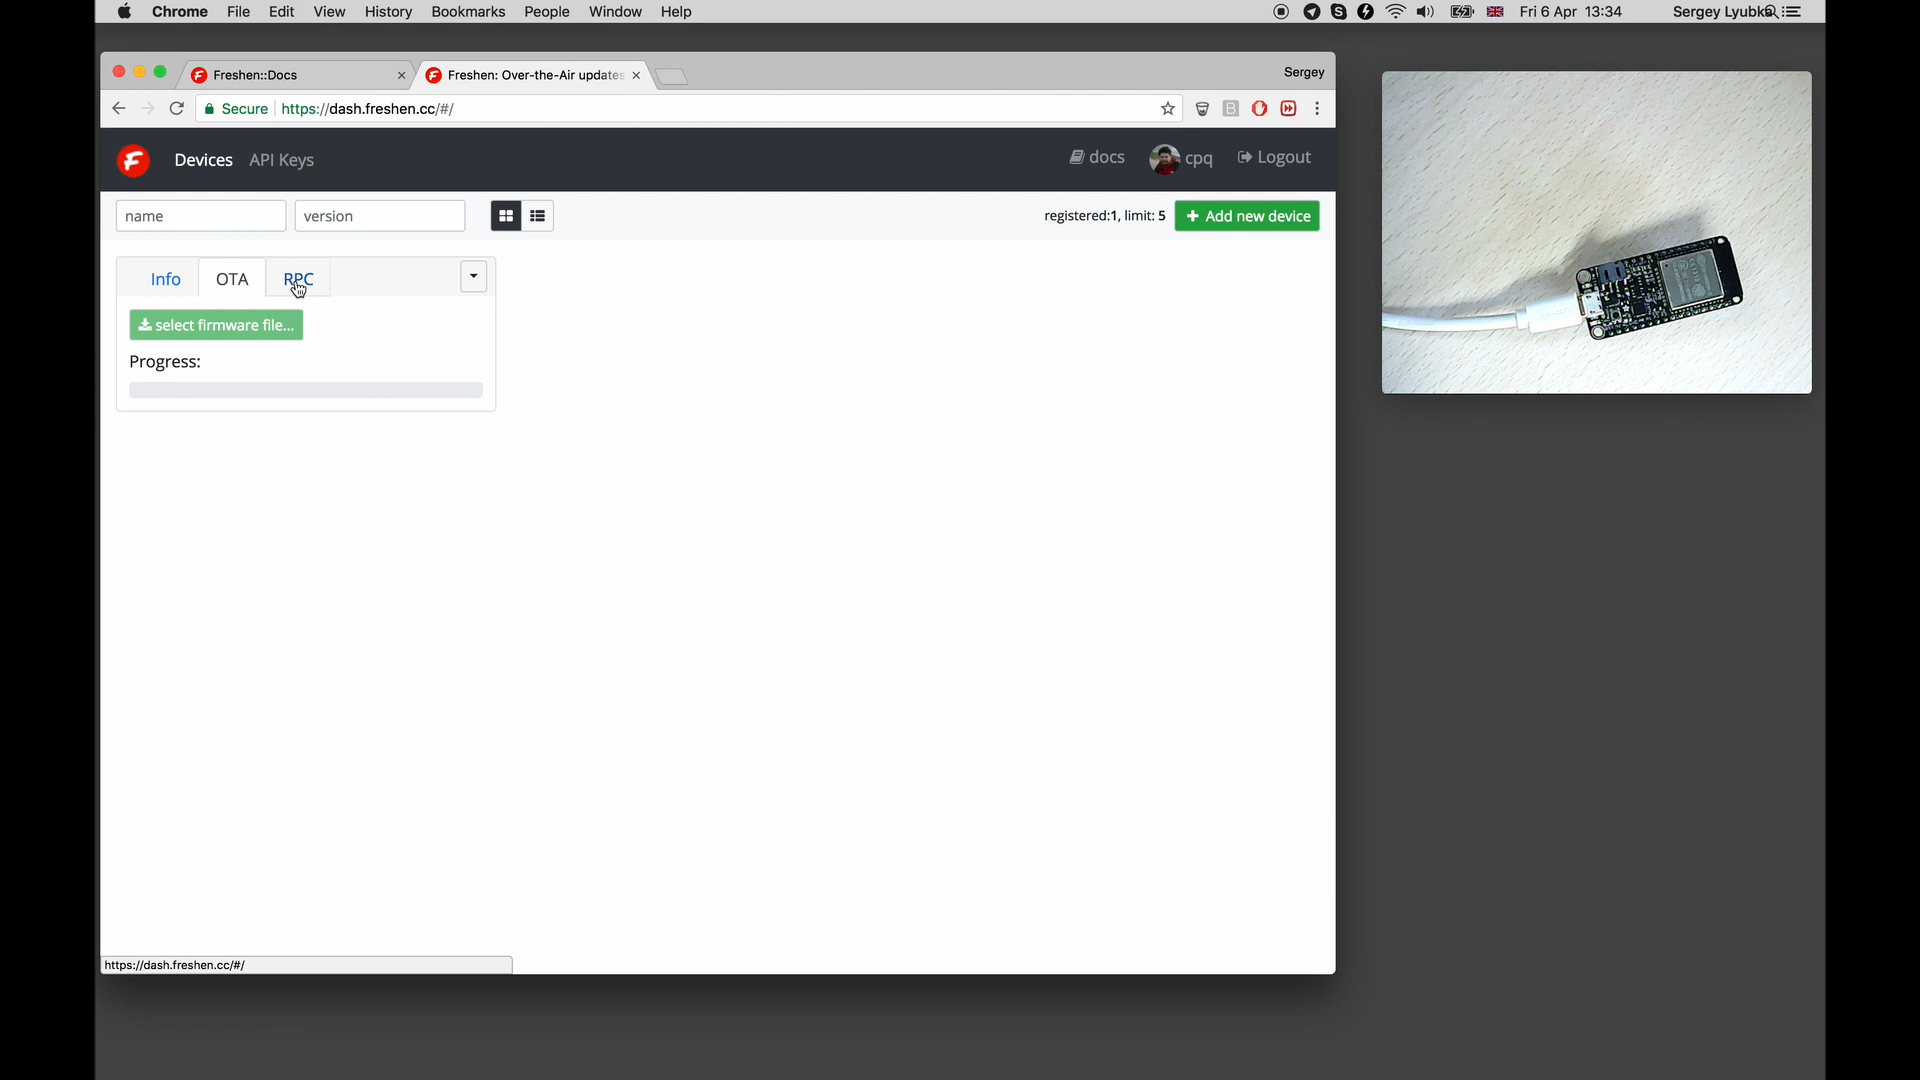 Chrome File Edit View History Bookmarks People Window Help Fri 6 Apr 13:34 Sergey Lyubka
Freshen::Docs Freshen: Over-the-Air updates Sergey
Secure https://dash.freshen.cc/#/
F Devices API Keys docs cpq Logout
name version registered:1, limit: 5 + Add new device
Info OTA RPC
select firmware file...
Progress:
https://dash.freshen.cc/#/